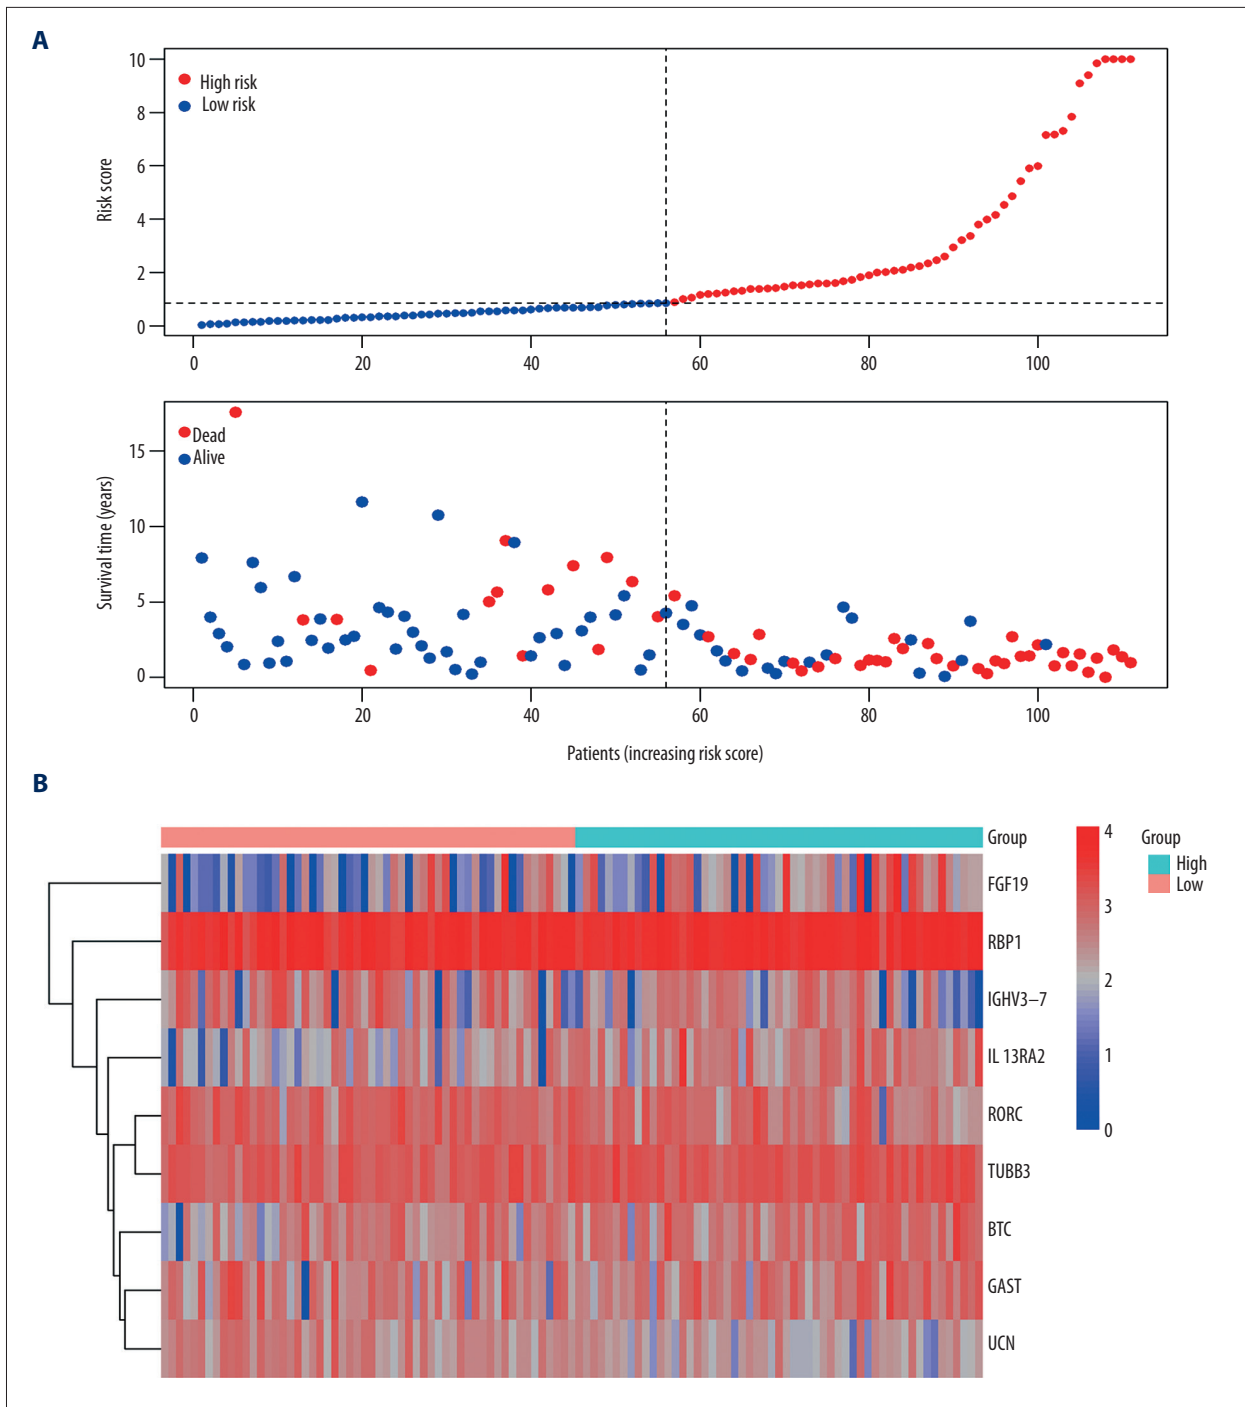 A
10
8
6
4
2
0
Risk score
High risk
Low risk
0 20 40 60 80 100
15
10
5
0
Survival time (years)
Dead
Alive
0 20 40 60 80 100
Patients (increasing risk score)
B
Group
FGF19
RBP1
IGHV3–7
IL 13RA2
RORC
TUBB3
BTC
GAST
UCN
4
3
2
1
0
Group
High
Low